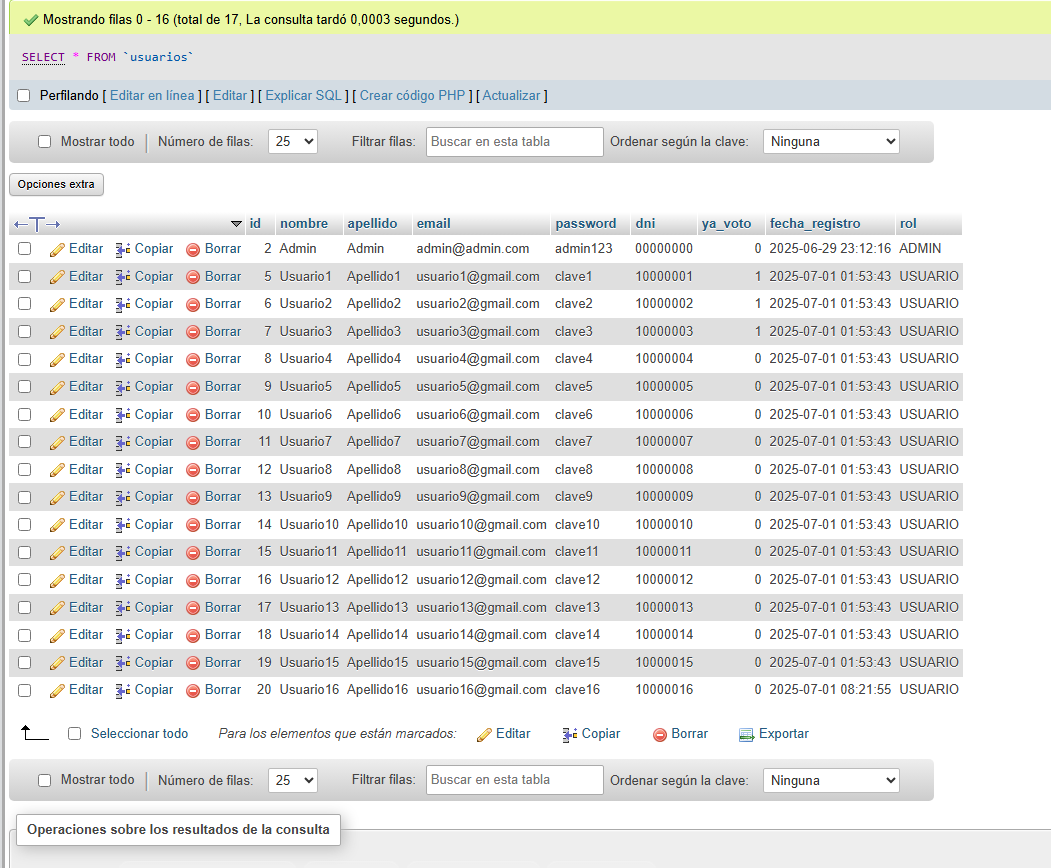 Mostrando filas 0 - 16 (total de 17, La consulta tardó 0,0003 segundos.)
SELECT * FROM `usuarios`
Perfilando [ Editar en línea ] [ Editar ] [ Explicar SQL ] [ Crear código PHP ] [ Actualizar ]
Mostrar todo Número de filas: 25 Filtrar filas: Buscar en esta tabla Ordenar según la clave: Ninguna
Opciones extra
id nombre apellido email password dni ya_voto fecha_registro rol
Editar Copiar Borrar 2 Admin Admin admin@admin.com admin123 00000000 0 2025-06-29 23:12:16 ADMIN
Editar Copiar Borrar 5 Usuario1 Apellido1 usuario1@gmail.com clave1 10000001 1 2025-07-01 01:53:43 USUARIO
Editar Copiar Borrar 6 Usuario2 Apellido2 usuario2@gmail.com clave2 10000002 1 2025-07-01 01:53:43 USUARIO
Editar Copiar Borrar 7 Usuario3 Apellido3 usuario3@gmail.com clave3 10000003 1 2025-07-01 01:53:43 USUARIO
Editar Copiar Borrar 8 Usuario4 Apellido4 usuario4@gmail.com clave4 10000004 0 2025-07-01 01:53:43 USUARIO
Editar Copiar Borrar 9 Usuario5 Apellido5 usuario5@gmail.com clave5 10000005 0 2025-07-01 01:53:43 USUARIO
Editar Copiar Borrar 10 Usuario6 Apellido6 usuario6@gmail.com clave6 10000006 0 2025-07-01 01:53:43 USUARIO
Editar Copiar Borrar 11 Usuario7 Apellido7 usuario7@gmail.com clave7 10000007 0 2025-07-01 01:53:43 USUARIO
Editar Copiar Borrar 12 Usuario8 Apellido8 usuario8@gmail.com clave8 10000008 0 2025-07-01 01:53:43 USUARIO
Editar Copiar Borrar 13 Usuario9 Apellido9 usuario9@gmail.com clave9 10000009 0 2025-07-01 01:53:43 USUARIO
Editar Copiar Borrar 14 Usuario10 Apellido10 usuario10@gmail.com clave10 10000010 0 2025-07-01 01:53:43 USUARIO
Editar Copiar Borrar 15 Usuario11 Apellido11 usuario11@gmail.com clave11 10000011 0 2025-07-01 01:53:43 USUARIO
Editar Copiar Borrar 16 Usuario12 Apellido12 usuario12@gmail.com clave12 10000012 0 2025-07-01 01:53:43 USUARIO
Editar Copiar Borrar 17 Usuario13 Apellido13 usuario13@gmail.com clave13 10000013 0 2025-07-01 01:53:43 USUARIO
Editar Copiar Borrar 18 Usuario14 Apellido14 usuario14@gmail.com clave14 10000014 0 2025-07-01 01:53:43 USUARIO
Editar Copiar Borrar 19 Usuario15 Apellido15 usuario15@gmail.com clave15 10000015 0 2025-07-01 01:53:43 USUARIO
Editar Copiar Borrar 20 Usuario16 Apellido16 usuario16@gmail.com clave16 10000016 0 2025-07-01 08:21:55 USUARIO
Seleccionar todo Para los elementos que están marcados: Editar Copiar Borrar Exportar
Mostrar todo Número de filas: 25 Filtrar filas: Buscar en esta tabla Ordenar según la clave: Ninguna
Operaciones sobre los resultados de la consulta